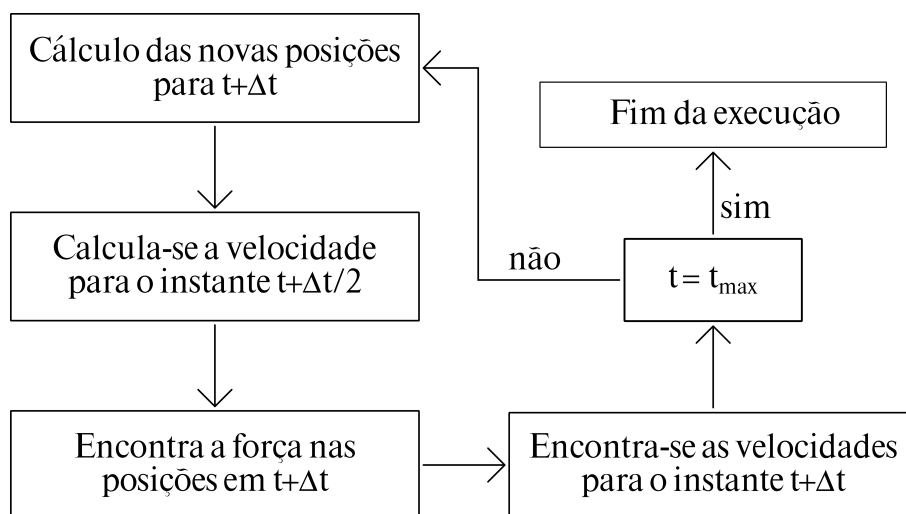 Cálculo das novas posições
para t+Δt
Calcula-se a velocidade
para o instante t+Δt/2
Encontra a força nas
posições em t+Δt
Encontra-se as velocidades
para o instante t+Δt
t = tₘₐₓ
não
sim
Fim da execução